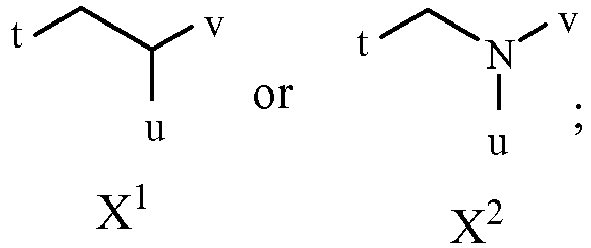 t v t N v
or
u u ;
X¹ X²